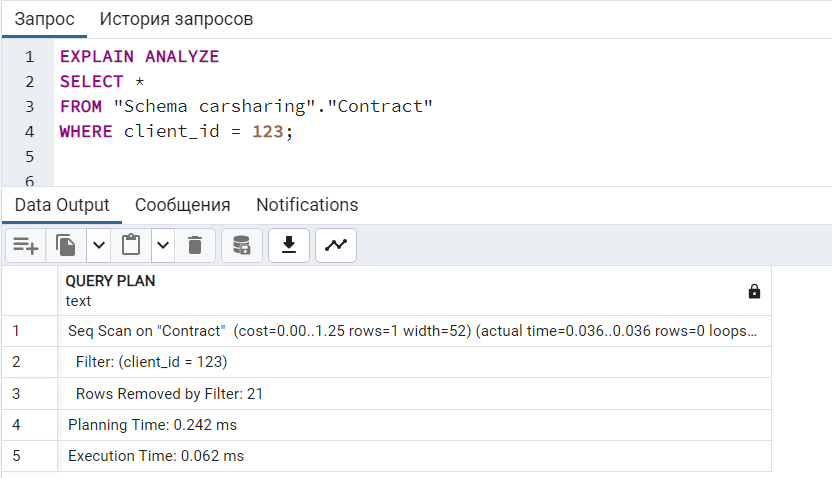 Запрос История запросов
1 EXPLAIN ANALYZE
2 SELECT *
3 FROM "Schema carsharing"."Contract"
4 WHERE client_id = 123;
5
6
Data Output Сообщения Notifications
QUERY PLAN
text
1 Seq Scan on "Contract" (cost=0.00..1.25 rows=1 width=52) (actual time=0.036..0.036 rows=0 loops...
2 Filter: (client_id = 123)
3 Rows Removed by Filter: 21
4 Planning Time: 0.242 ms
5 Execution Time: 0.062 ms